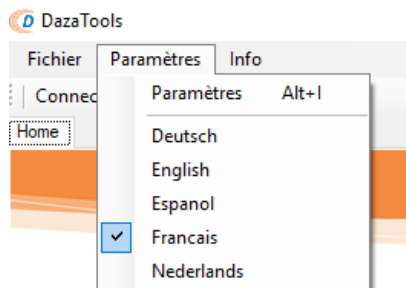 DazaTools
Fichier Paramètres Info
Connec
Paramètres Alt+I
Home
Deutsch
English
Espanol
Francais
Nederlands